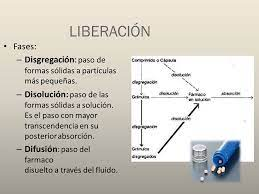 LIBERACIÓN
• Fases:
– Disgregación: paso de
formas sólidas a partículas
más pequeñas.
– Disolución: paso de las
formas sólidas a solución.
Es el paso con mayor
transcendencia en su
posterior absorción.
– Difusión: paso del
farmaco
disuelto a través del fluido.
Comprimido o Cápsula
disolución
disgregación
Gránulos
disolución
Fármaco
en solución
Absorción
disgregación
disolución
Gránulos